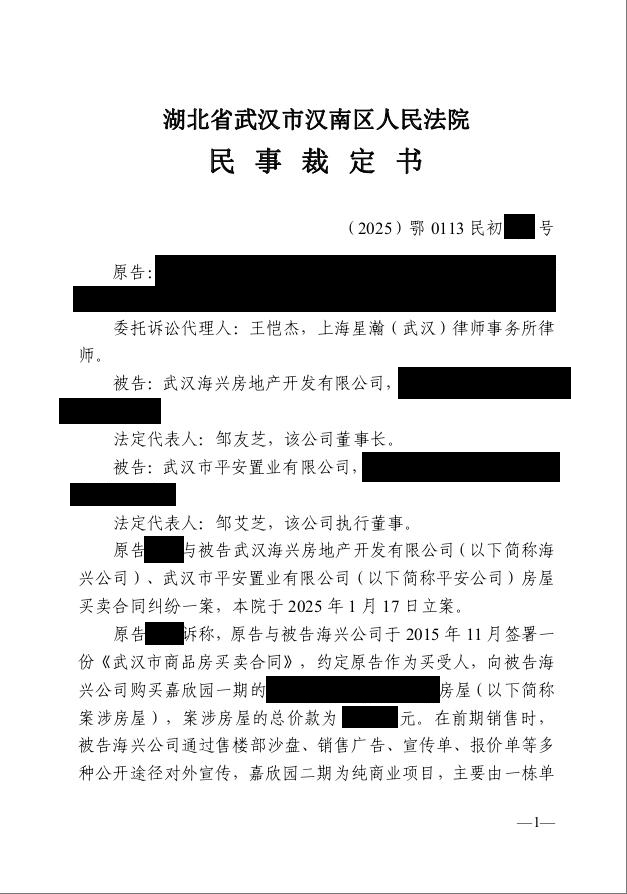 湖北省武汉市汉南区人民法院
民事裁定书
（2025）鄂 0113 民初 号
原告：
委托诉讼代理人：王恺杰，上海星瀚（武汉）律师事务所律
师。
被告：武汉海兴房地产开发有限公司，
法定代表人：邹友芝，该公司董事长。
被告：武汉市平安置业有限公司，
法定代表人：邹艾芝，该公司执行董事。
原告 与被告武汉海兴房地产开发有限公司（以下简称海
兴公司）、武汉市平安置业有限公司（以下简称平安公司）房屋
买卖合同纠纷一案，本院于 2025 年 1 月 17 日立案。
原告 诉称，原告与被告海兴公司于 2015 年 11 月签署一
份《武汉市商品房买卖合同》，约定原告作为买受人，向被告海
兴公司购买嘉欣园一期的 房屋（以下简称
案涉房屋），案涉房屋的总价款为 元。在前期销售时，
被告海兴公司通过售楼部沙盘、销售广告、宣传单、报价单等多
种公开途径对外宣传，嘉欣园二期为纯商业项目，主要由一栋单
—1—